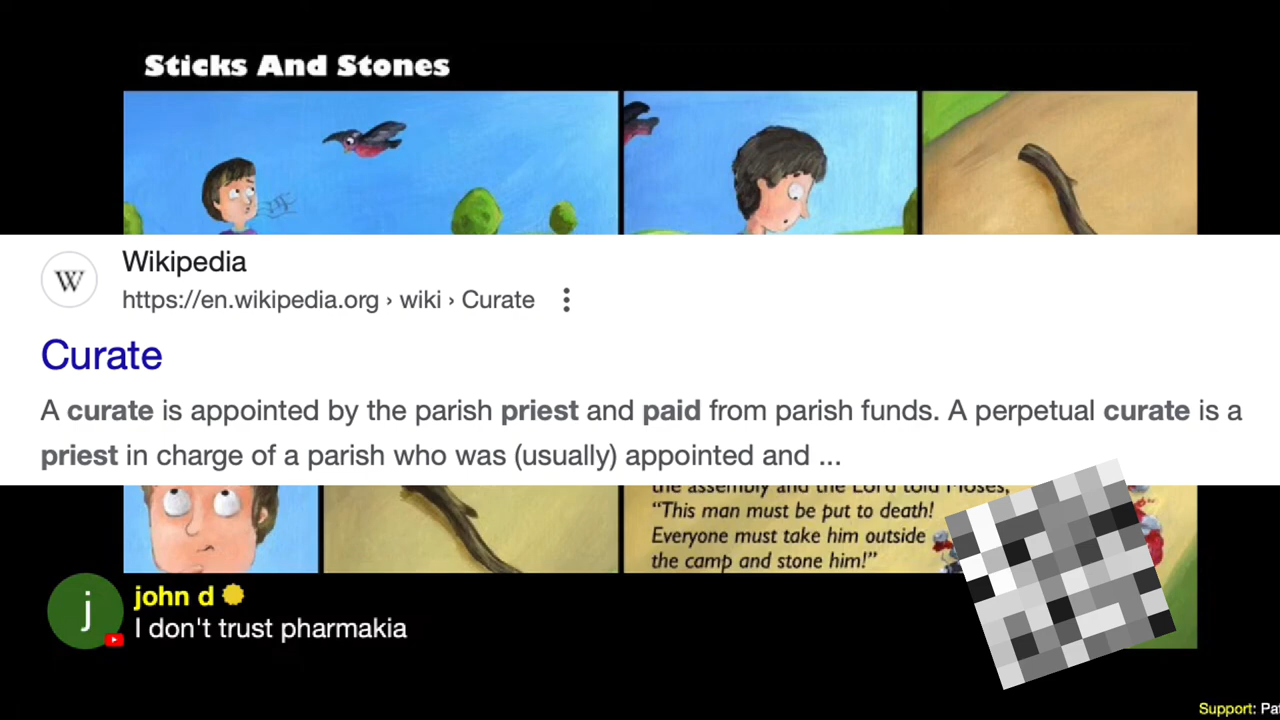 Sticks And Stones
Wikipedia
https://en.wikipedia.org › wiki › Curate
Curate
A curate is appointed by the parish priest and paid from parish funds. A perpetual curate is a
priest in charge of a parish who was (usually) appointed and ...
the assembly and the Lord told Moses,
“This man must be put to death!
Everyone must take him outside
the camp and stone him!”
j
john d
I don't trust pharmakia
Support: